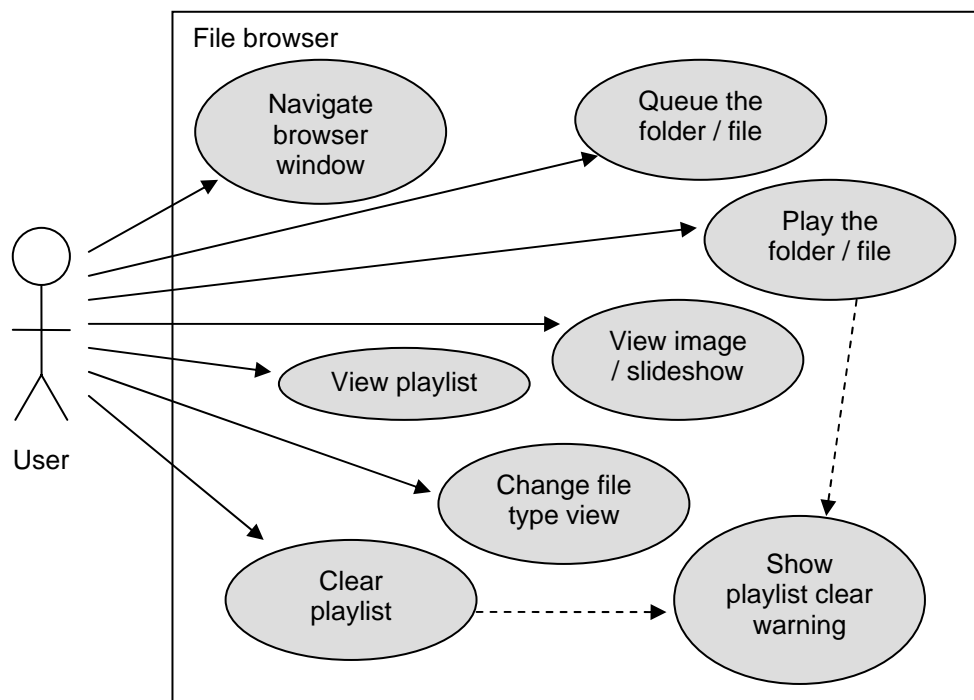 File browser
Navigate
browser
window
Queue the
folder / file
Play the
folder / file
View image
/ slideshow
View playlist
User
Change file
type view
Clear
playlist
Show
playlist clear
warning